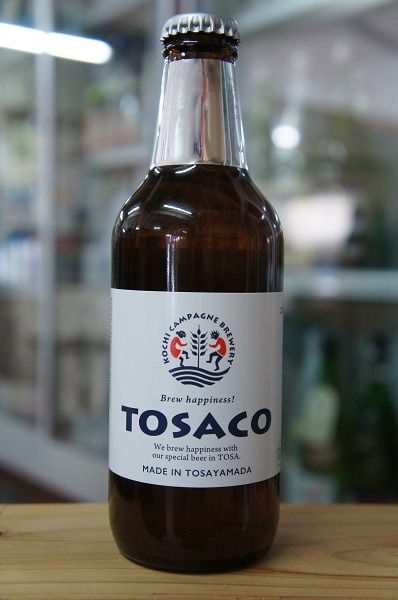 KOCHI CAMPAGNE BREWERY
Brew happiness!
TOSACO
We brew happiness with
our special beer in TOSA.
MADE IN TOSAYAMADA